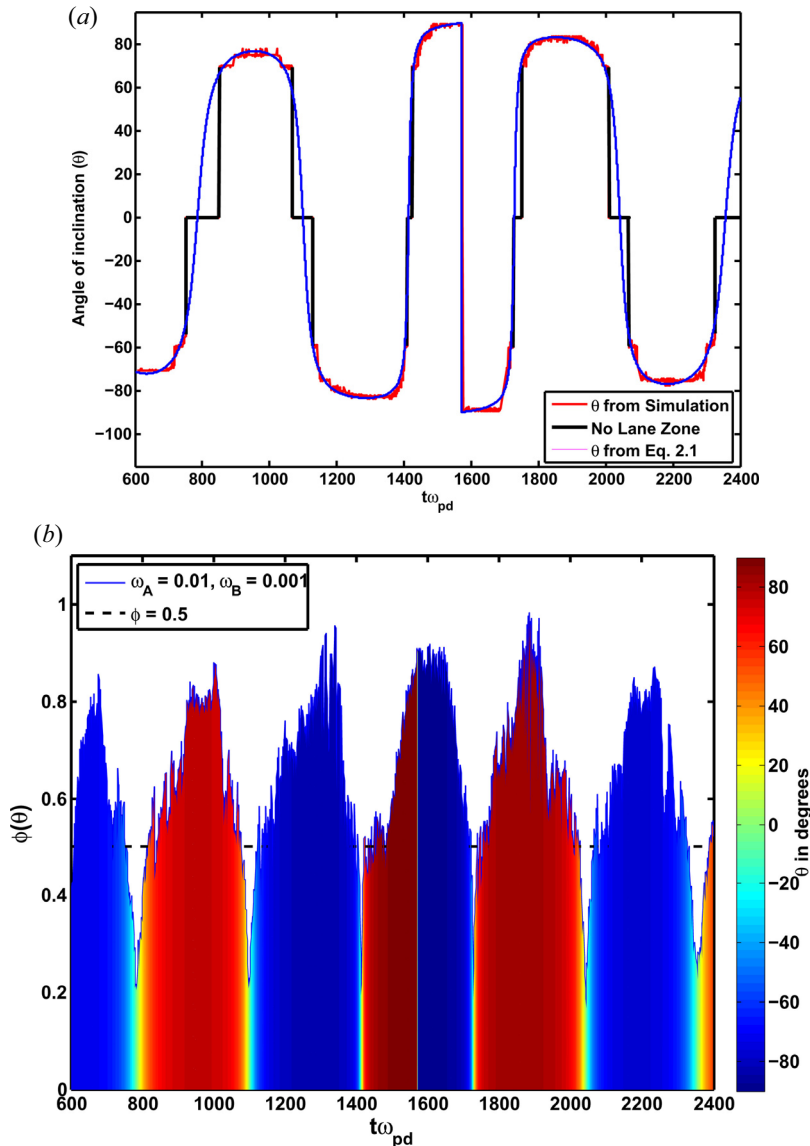 (a)
80
60
40
20
0
−20
−40
−60
−80
−100
Angle of inclination (θ)
θ from Simulation
No Lane Zone
θ from Eq. 2.1
600 800 1000 1200 1400 1600 1800 2000 2200 2400
tω_pd
(b)
ω_A = 0.01, ω_B = 0.001
ϕ = 0.5
1
0.8
0.6
0.4
0.2
0
ϕ(θ)
600 800 1000 1200 1400 1600 1800 2000 2200 2400
tω_pd
80
60
40
20
0
−20
−40
−60
−80
θ in degrees